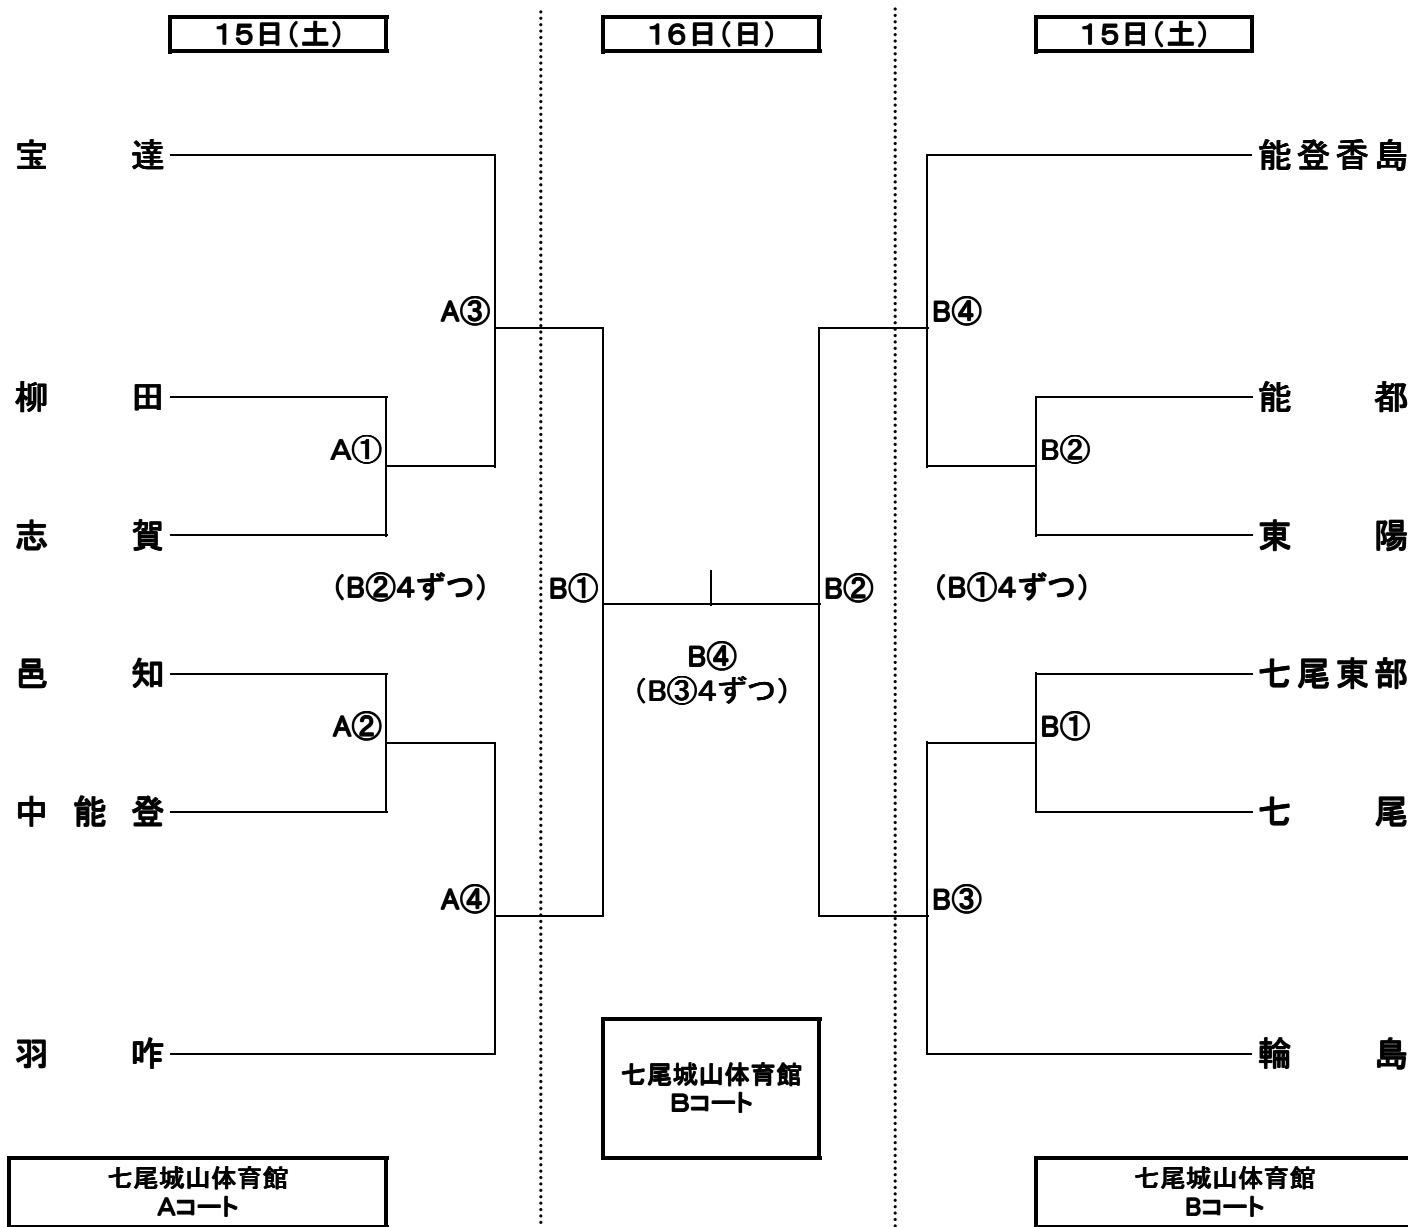 15日(土)
16日(日)
15日(土)
宝達
能登香島
A③
B④
柳田
能都
A①
B②
志賀
東陽
(B②4ずつ)
B①
B②
(B①4ずつ)
邑知
B④
七尾東部
(B③4ずつ)
A②
B①
中能登
七尾
A④
B③
羽咋
輪島
七尾城山体育館
Bコート
七尾城山体育館
Aコート
七尾城山体育館
Bコート